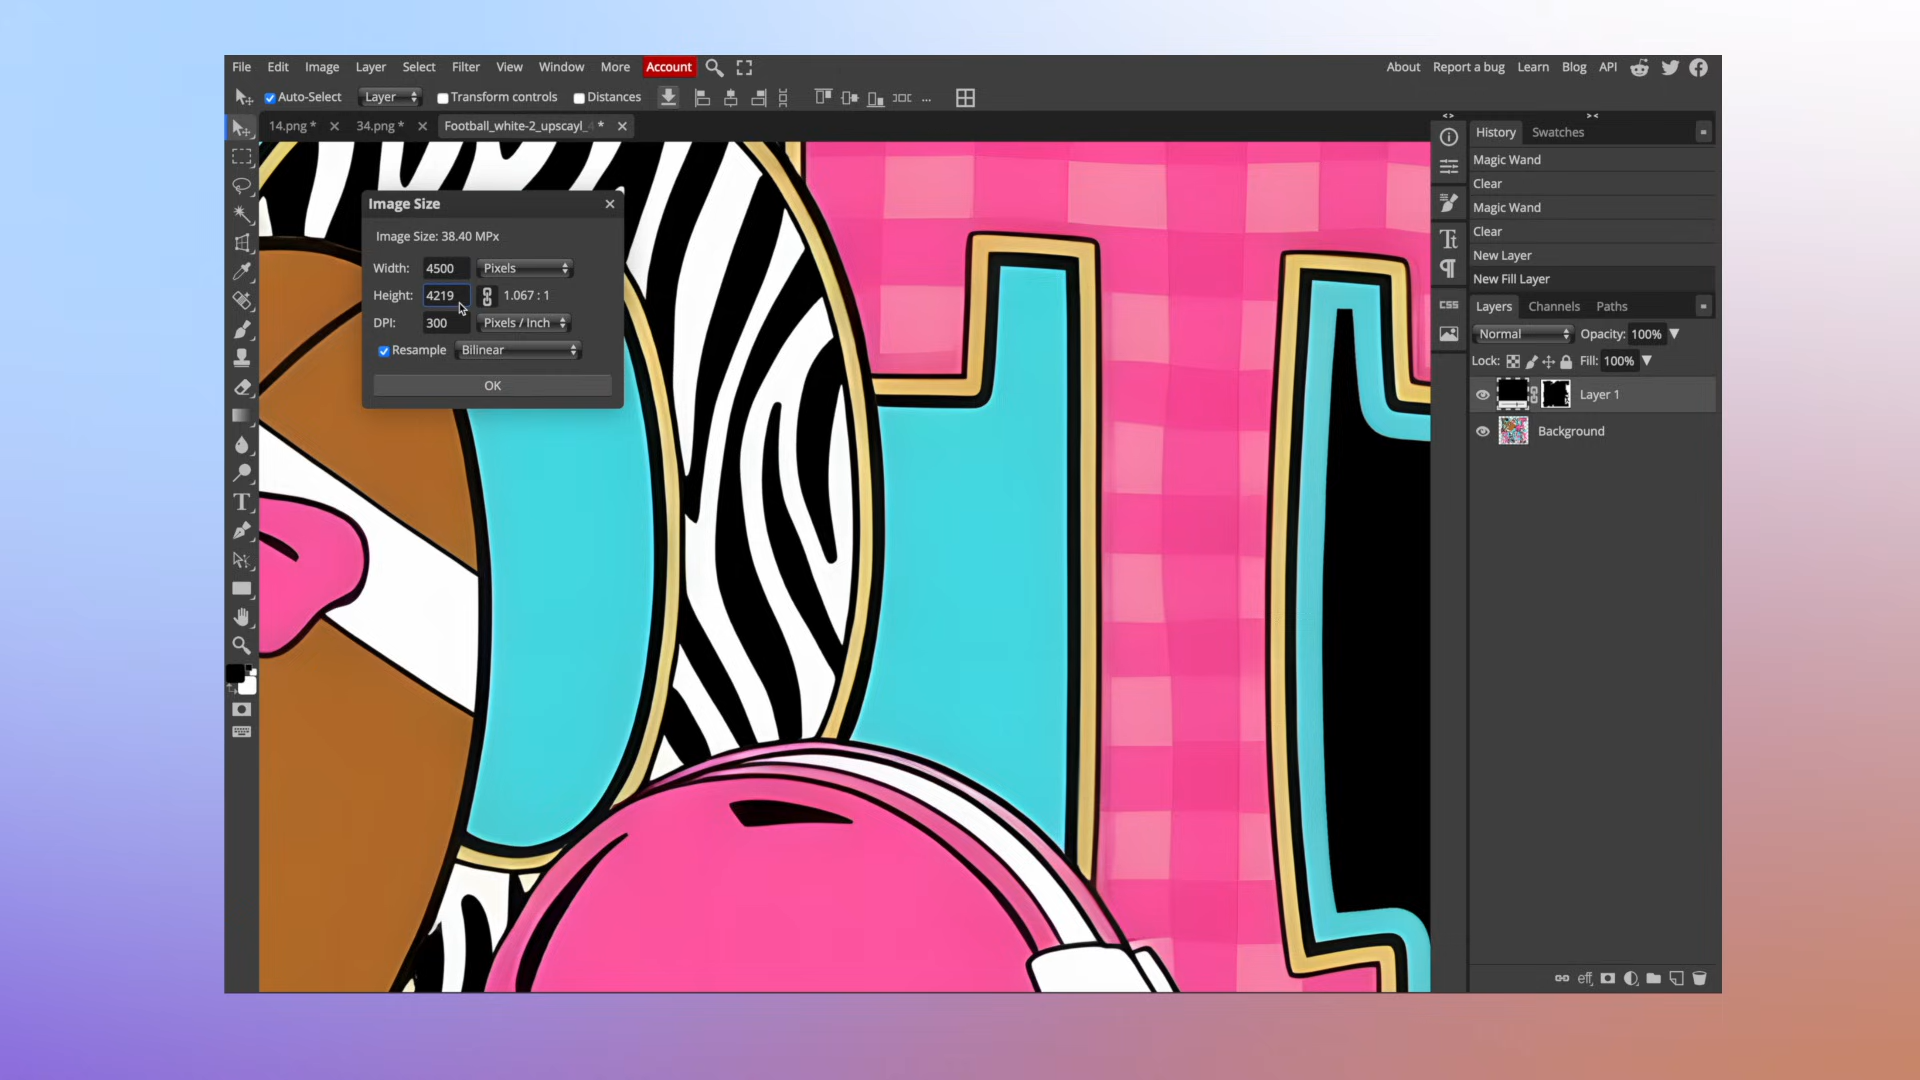 File Edit Image Layer Select Filter View Window More Account About Report a bug Learn Blog API
Auto-Select Layer Transform controls Distances ...
14.png * 34.png * Football_white-2_upscayl_ *
Image Size
Image Size: 38.40 MPx
Width: 4500 Pixels
Height: 4219 1.067 : 1
DPI: 300 Pixels / Inch
Resample Bilinear
OK
History Swatches
Magic Wand
Clear
Magic Wand
Clear
New Layer
New Fill Layer
Layers Channels Paths
Normal Opacity: 100%
Lock: Fill: 100%
Layer 1
Background
CSS
eff